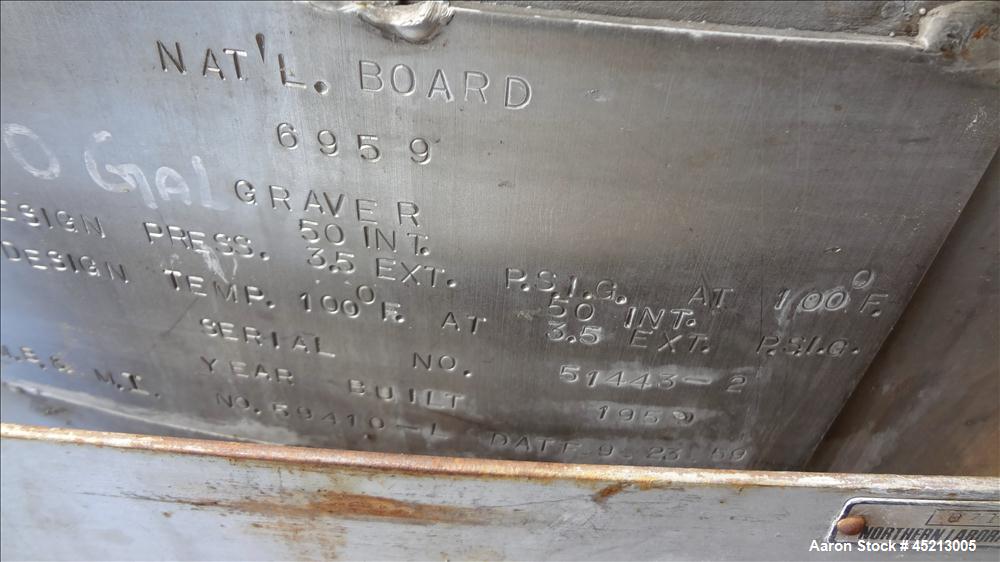 NAT'L. BOARD
6959
0 Gal
GRAVER
ESIGN PRESS. 50 INT. 3.5 EXT. P.S.I.G. AT 100°F.
DESIGN TEMP. 100°F. AT 50 INT. 3.5 EXT. P.S.I.G.
SERIAL NO. 51443-2
YEAR BUILT 1959
M.I. NO. 59410-L DATE 9 23 59
NORTHERN LABOR
Aaron Stock # 45213005